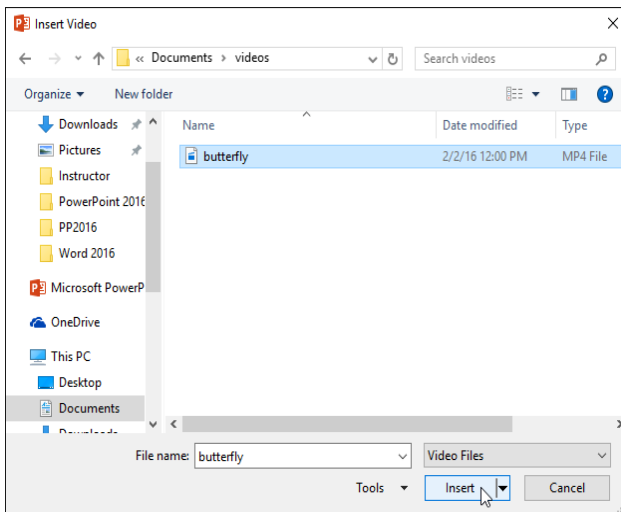 Insert Video
« Documents › videos
Search videos
Organize
New folder
Name
Date modified
Type
Downloads
Pictures
butterfly
2/2/16 12:00 PM
MP4 File
Instructor
PowerPoint 2016
PP2016
Word 2016
Microsoft PowerP
OneDrive
This PC
Desktop
Documents
Downloads
File name:
butterfly
Video Files
Tools
Insert
Cancel